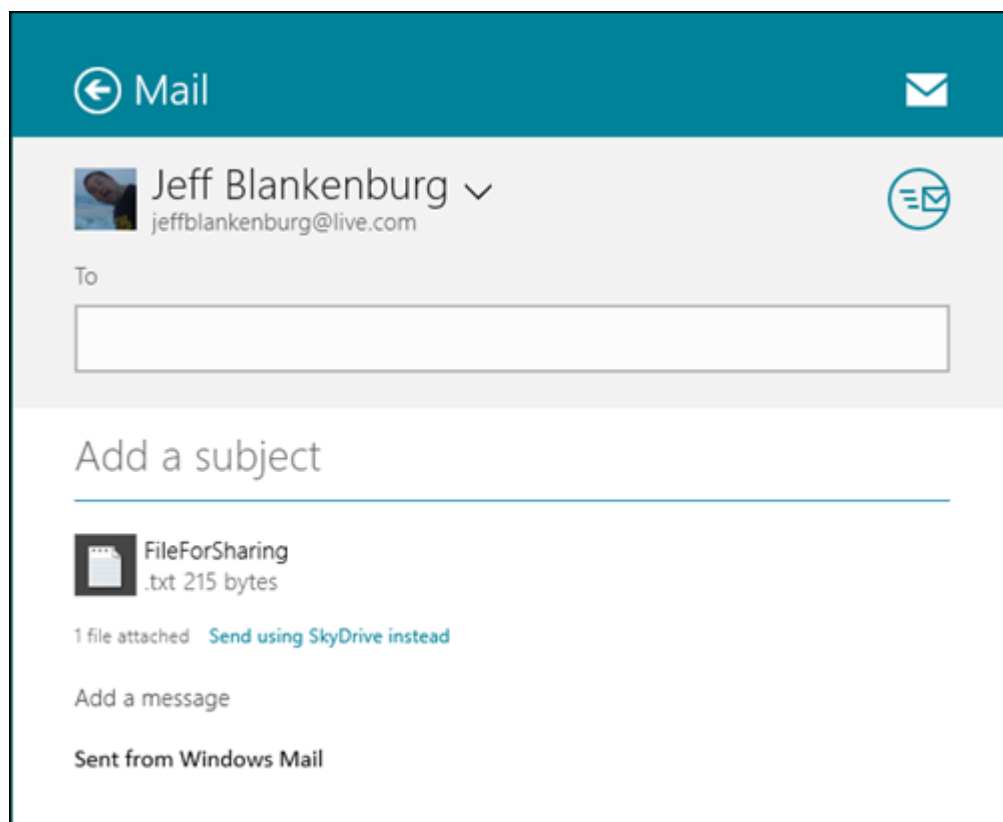 Mail
Jeff Blankenburg
jeffblankenburg@live.com
To
Add a subject
FileForSharing
.txt 215 bytes
1 file attached Send using SkyDrive instead
Add a message
Sent from Windows Mail